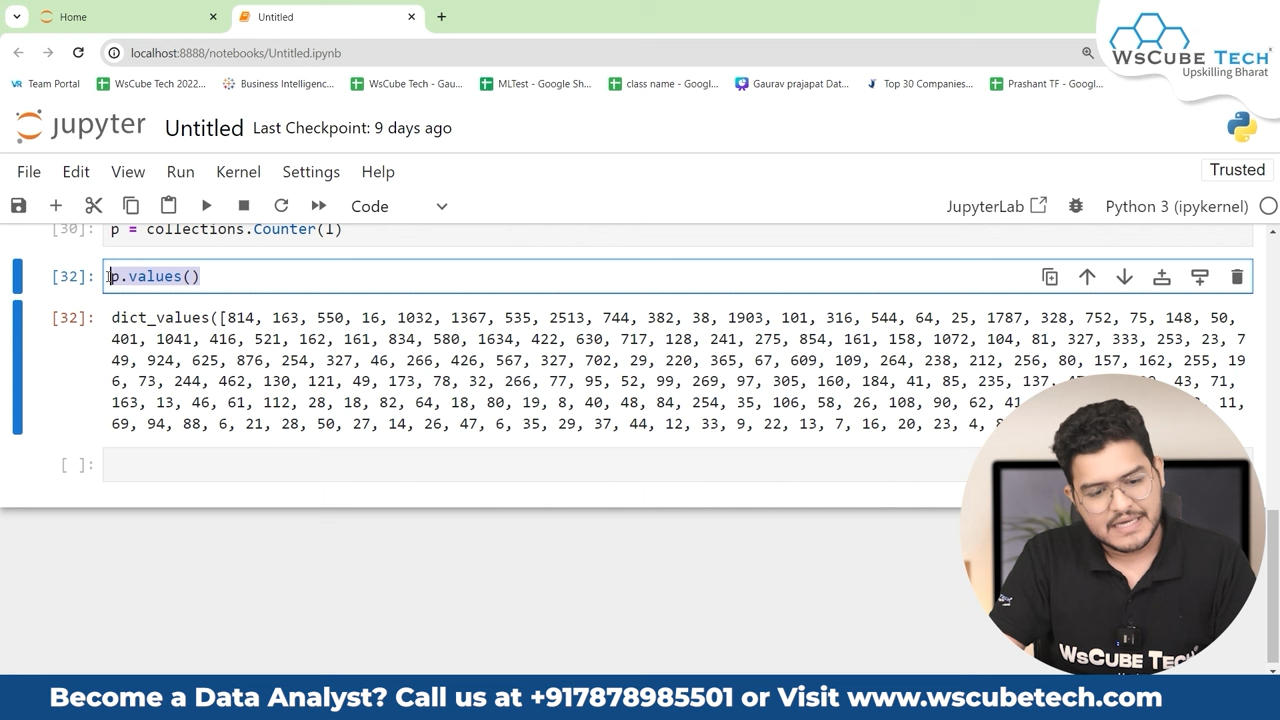 Home
Untitled
WsCube Tech
Upskilling Bharat
localhost:8888/notebooks/Untitled.ipynb
VR Team Portal
WsCube Tech 2022...
Business Intelligenc...
WsCube Tech - Gau...
MLTest - Google Sh...
class name - Googl...
Gaurav prajapat Dat...
Top 30 Companies...
Prashant TF - Googl...
jupyter Untitled Last Checkpoint: 9 days ago
File Edit View Run Kernel Settings Help
Trusted
Code
JupyterLab
Python 3 (ipykernel)
[30]: p = collections.Counter(l)
[32]: p.values()
[32]: dict_values([814, 163, 550, 16, 1032, 1367, 535, 2513, 744, 382, 38, 1903, 101, 316, 544, 64, 25, 1787, 328, 752, 75, 148, 50,
401, 1041, 416, 521, 162, 161, 834, 580, 1634, 422, 630, 717, 128, 241, 275, 854, 161, 158, 1072, 104, 81, 327, 333, 253, 23, 7
49, 924, 625, 876, 254, 327, 46, 266, 426, 567, 327, 702, 29, 220, 365, 67, 609, 109, 264, 238, 212, 256, 80, 157, 162, 255, 19
6, 73, 244, 462, 130, 121, 49, 173, 78, 32, 266, 77, 95, 52, 99, 269, 97, 305, 160, 184, 41, 85, 235, 137, 43, 71,
163, 13, 46, 61, 112, 28, 18, 82, 64, 18, 80, 19, 8, 40, 48, 84, 254, 35, 106, 58, 26, 108, 90, 62, 11,
69, 94, 88, 6, 21, 28, 50, 27, 14, 26, 47, 6, 35, 29, 37, 44, 12, 33, 9, 22, 13, 7, 16, 20, 23, 4,
[ ]:
WsCube Tech
Become a Data Analyst? Call us at +917878985501 or Visit www.wscubetech.com